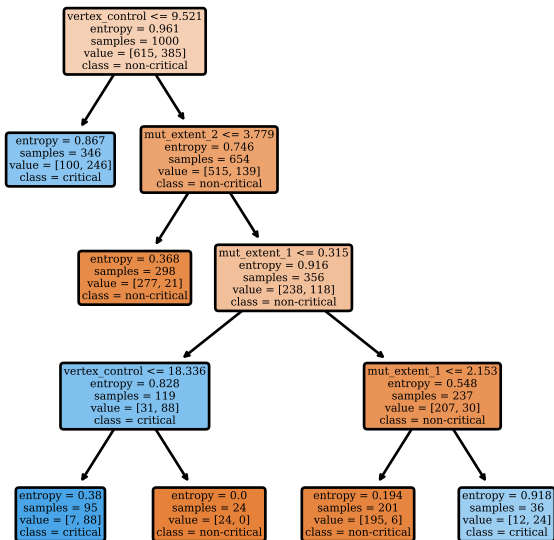 vertex_control <= 9.521
entropy = 0.961
samples = 1000
value = [615, 385]
class = non-critical
entropy = 0.867
samples = 346
value = [100, 246]
class = critical
mut_extent_2 <= 3.779
entropy = 0.746
samples = 654
value = [515, 139]
class = non-critical
entropy = 0.368
samples = 298
value = [277, 21]
class = non-critical
mut_extent_1 <= 0.315
entropy = 0.916
samples = 356
value = [238, 118]
class = non-critical
vertex_control <= 18.336
entropy = 0.828
samples = 119
value = [31, 88]
class = critical
mut_extent_1 <= 2.153
entropy = 0.548
samples = 237
value = [207, 30]
class = non-critical
entropy = 0.38
samples = 95
value = [7, 88]
class = critical
entropy = 0.0
samples = 24
value = [24, 0]
class = non-critical
entropy = 0.194
samples = 201
value = [195, 6]
class = non-critical
entropy = 0.918
samples = 36
value = [12, 24]
class = critical